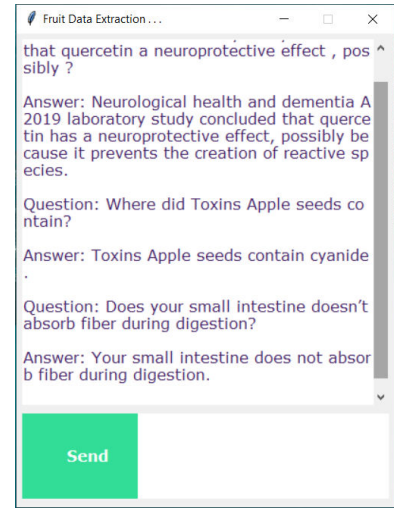 Fruit Data Extraction . . .
that quercetin a neuroprotective effect , pos
sibly ?
Answer: Neurological health and dementia A
2019 laboratory study concluded that querce
tin has a neuroprotective effect, possibly be
cause it prevents the creation of reactive sp
ecies.
Question: Where did Toxins Apple seeds co
ntain?
Answer: Toxins Apple seeds contain cyanide
.
Question: Does your small intestine doesn’t
absorb fiber during digestion?
Answer: Your small intestine does not absor
b fiber during digestion.
Send